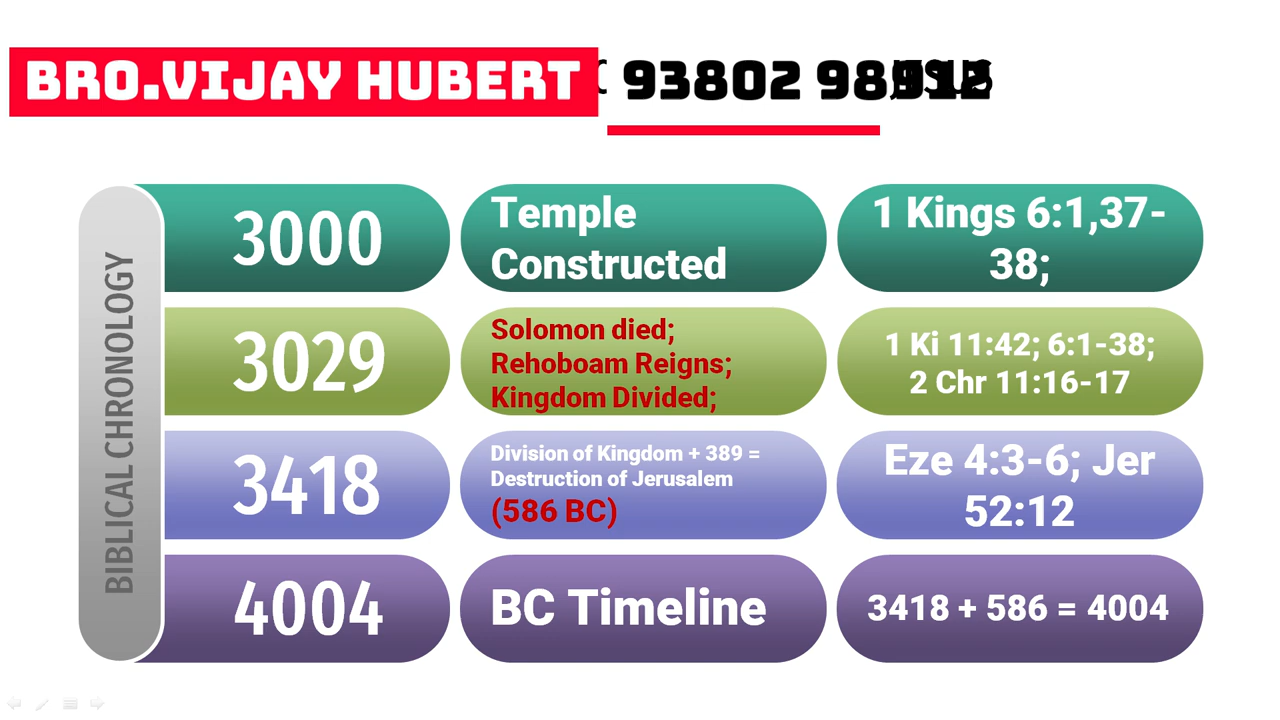 BRO.VIJAY HUBERT
93802 98912
BIBLICAL CHRONOLOGY
3000
Temple
Constructed
1 Kings 6:1,37-
38;
3029
Solomon died;
Rehoboam Reigns;
Kingdom Divided;
1 Ki 11:42; 6:1-38;
2 Chr 11:16-17
3418
Division of Kingdom + 389 =
Destruction of Jerusalem
(586 BC)
Eze 4:3-6; Jer
52:12
4004
BC Timeline
3418 + 586 = 4004